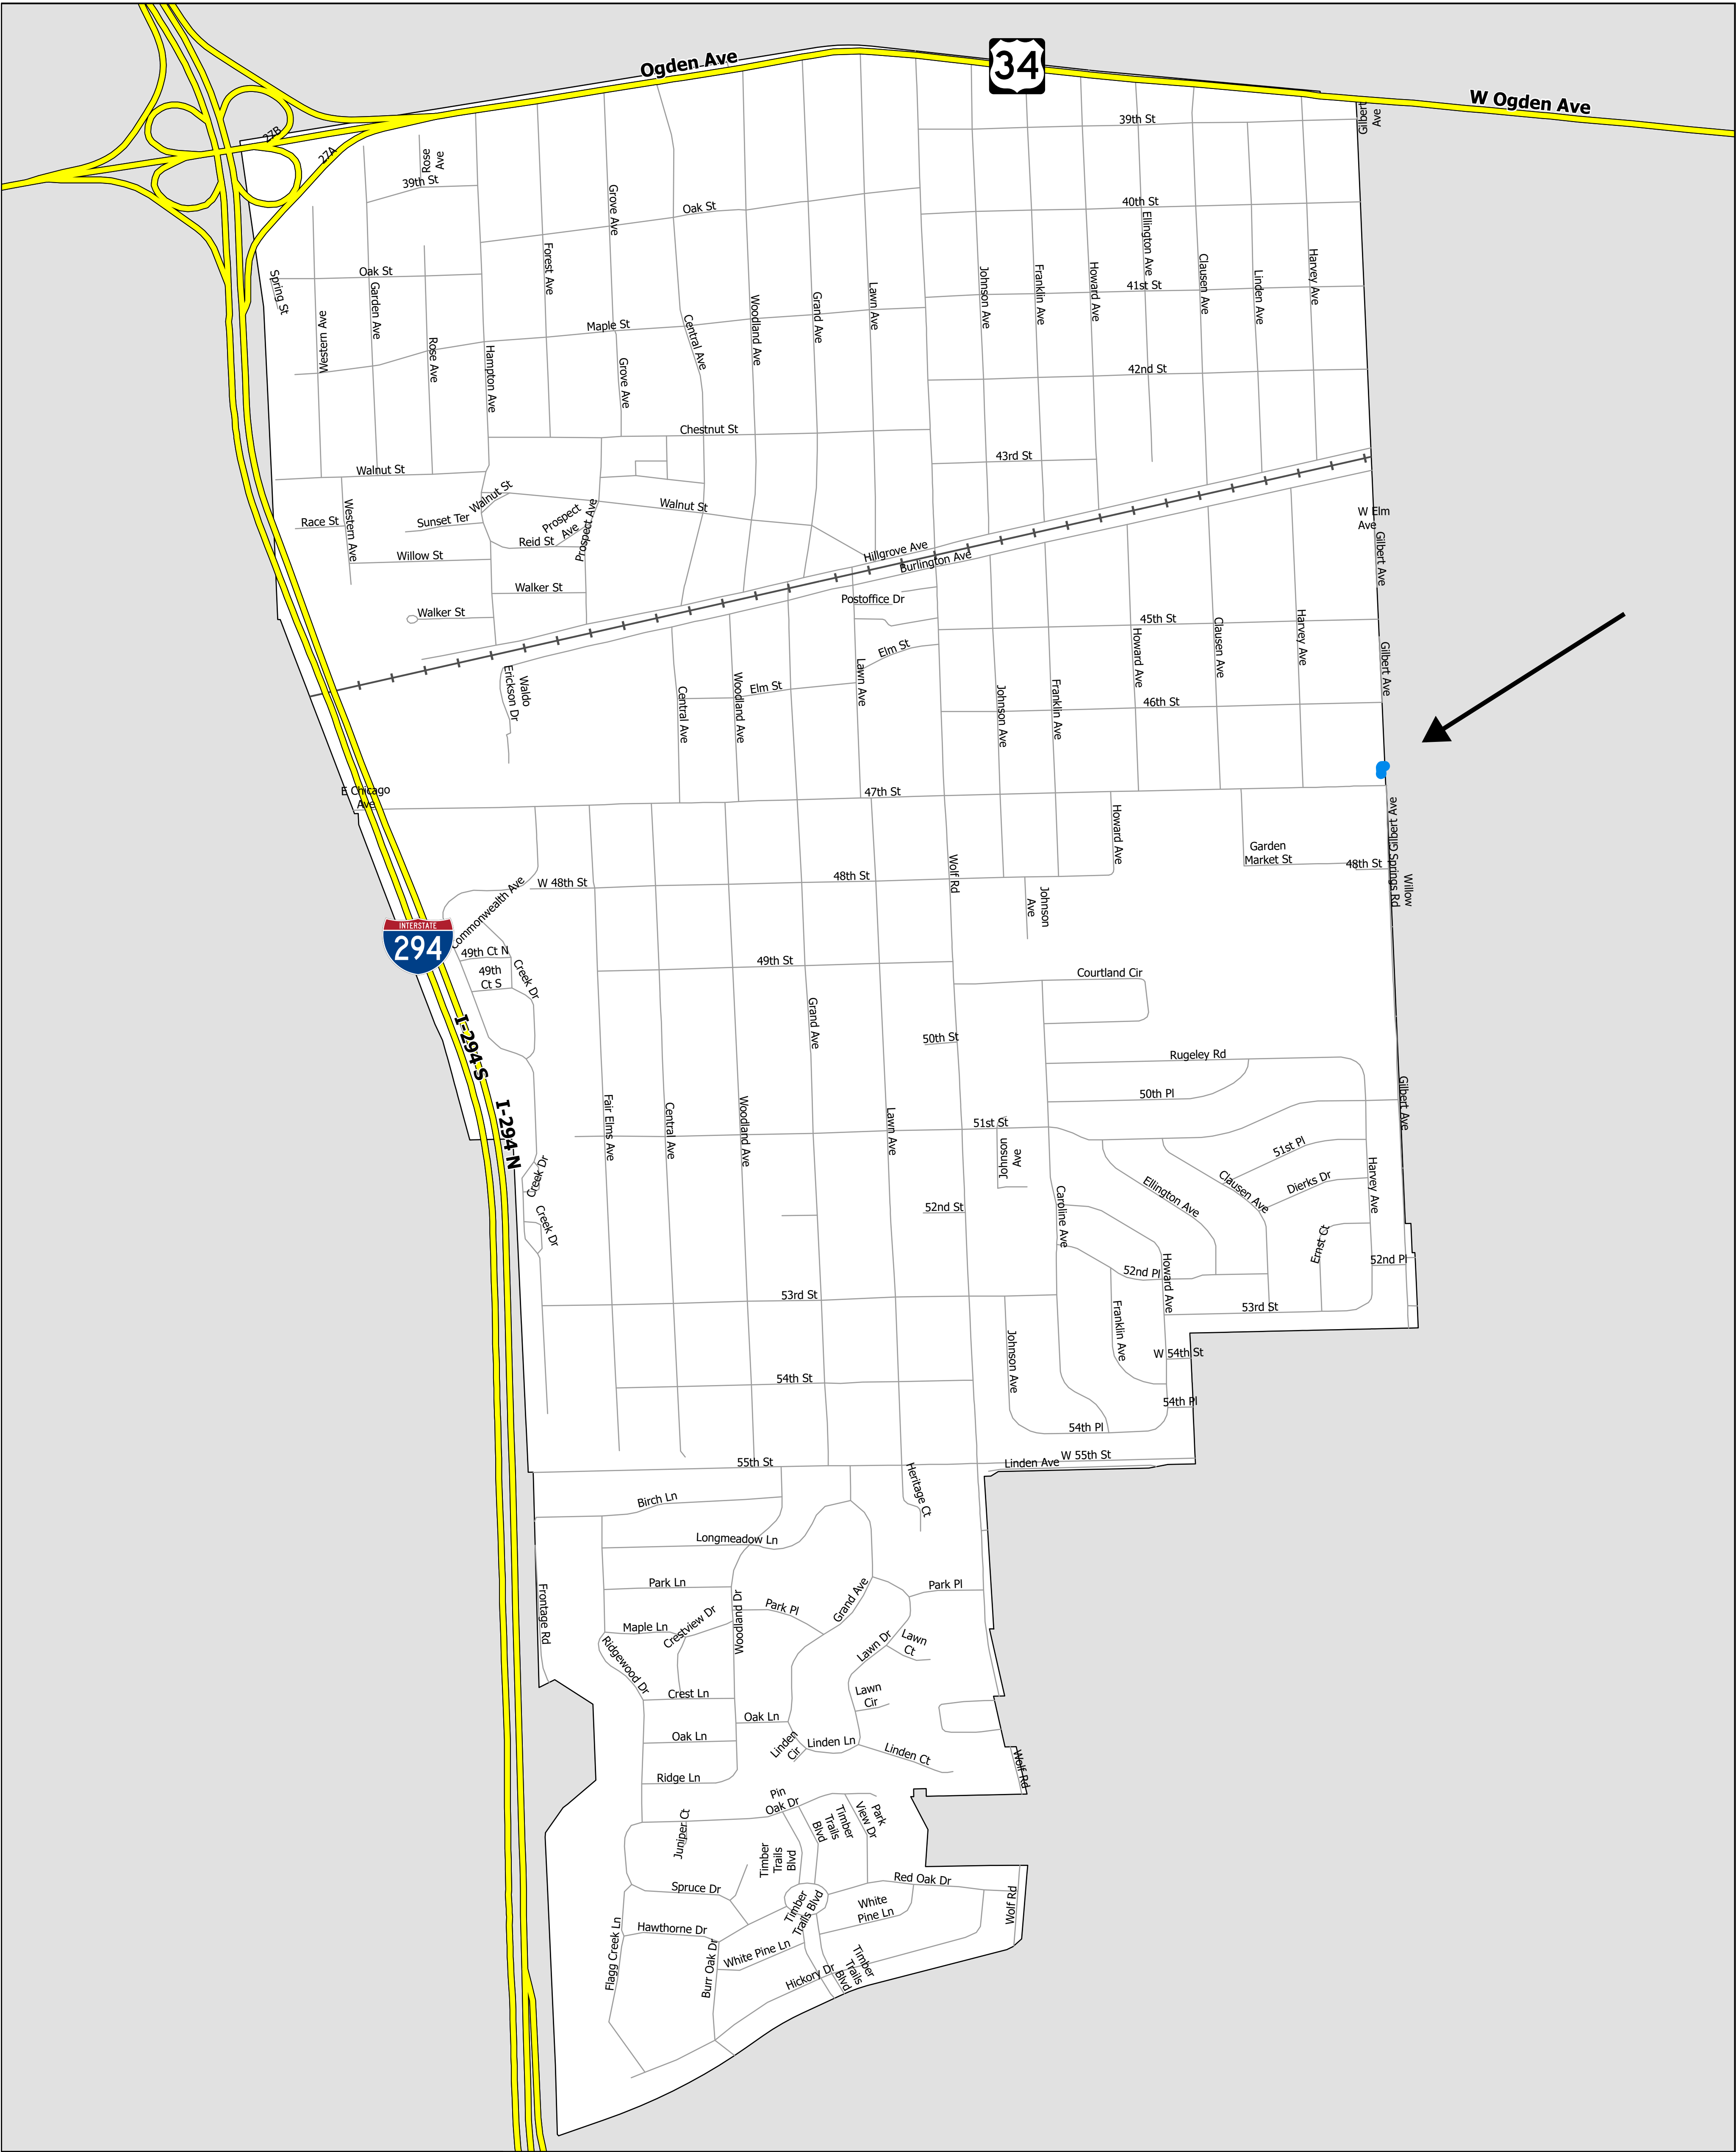 Ogden Ave
34
W Ogden Ave
Gilbert
Ave
27B
27A
39th St
Rose
Ave
39th St
Grove Ave
Oak St
40th St
Ellington Ave
Forest Ave
Spring St
Oak St
Garden Ave
Western Ave
Woodland Ave
Grand Ave
Lawn Ave
Johnson Ave
Franklin Ave
Howard Ave
41st St
Clausen Ave
Linden Ave
Harvey Ave
Maple St
Central Ave
Rose Ave
Hampton Ave
Grove Ave
42nd St
Chestnut St
43rd St
Walnut St
Walnut St
Walnut St
Western Ave
Race St
Sunset Ter
Prospect
Ave
Prospect Ave
Reid St
Willow St
Hillgrove Ave
Burlington Ave
W Elm
Ave
Gilbert Ave
Walker St
Walker St
Postoffice Dr
45th St
Elm St
Lawn Ave
Howard Ave
Clausen Ave
Harvey Ave
Gilbert Ave
Waldo
Erickson Dr
Central Ave
Woodland Ave
Elm St
Johnson Ave
Franklin Ave
46th St
E Chicago
Ave
47th St
Howard Ave
Garden
Market St
48th St
Gilbert Ave
Willow
Springs Rd
Wolf Rd
W 48th St
48th St
Johnson
Ave
Commonwealth Ave
INTERSTATE
294
49th Ct N
49th
Ct S
Creek Dr
49th St
Courtland Cir
Grand Ave
I-294 S
50th St
Rugeley Rd
50th Pl
Gilbert Ave
I-294 N
Fair Elms Ave
Central Ave
Woodland Ave
Lawn Ave
51st St
Johnson
Ave
51st Pl
Dierks Dr
Harvey Ave
Clausen Ave
Ellington Ave
Caroline Ave
Creek Dr
Creek Dr
52nd St
Ernst Ct
52nd Pl
52nd Pl
Howard Ave
53rd St
53rd St
Franklin Ave
Johnson Ave
W 54th St
54th St
54th Pl
54th Pl
W 55th St
Linden Ave
55th St
Heritage Ct
Birch Ln
Longmeadow Ln
Frontage Rd
Park Ln
Park Pl
Grand Ave
Park Pl
Woodland Dr
Maple Ln
Crestview Dr
Ridgewood Dr
Lawn Dr
Lawn
Ct
Crest Ln
Lawn
Cir
Oak Ln
Oak Ln
Linden
Cir
Linden Ln
Linden Ct
Wolf Rd
Ridge Ln
Pin
Oak Dr
Juniper Ct
Timber
Trails
Blvd
Timber
Trails
Blvd
Park
View Dr
Spruce Dr
Red Oak Dr
Timber
Trails Blvd
White
Pine Ln
Wolf Rd
Hawthorne Dr
Flagg Creek Ln
Burr Oak Dr
White Pine Ln
Hickory Dr
Timber
Trails
Blvd